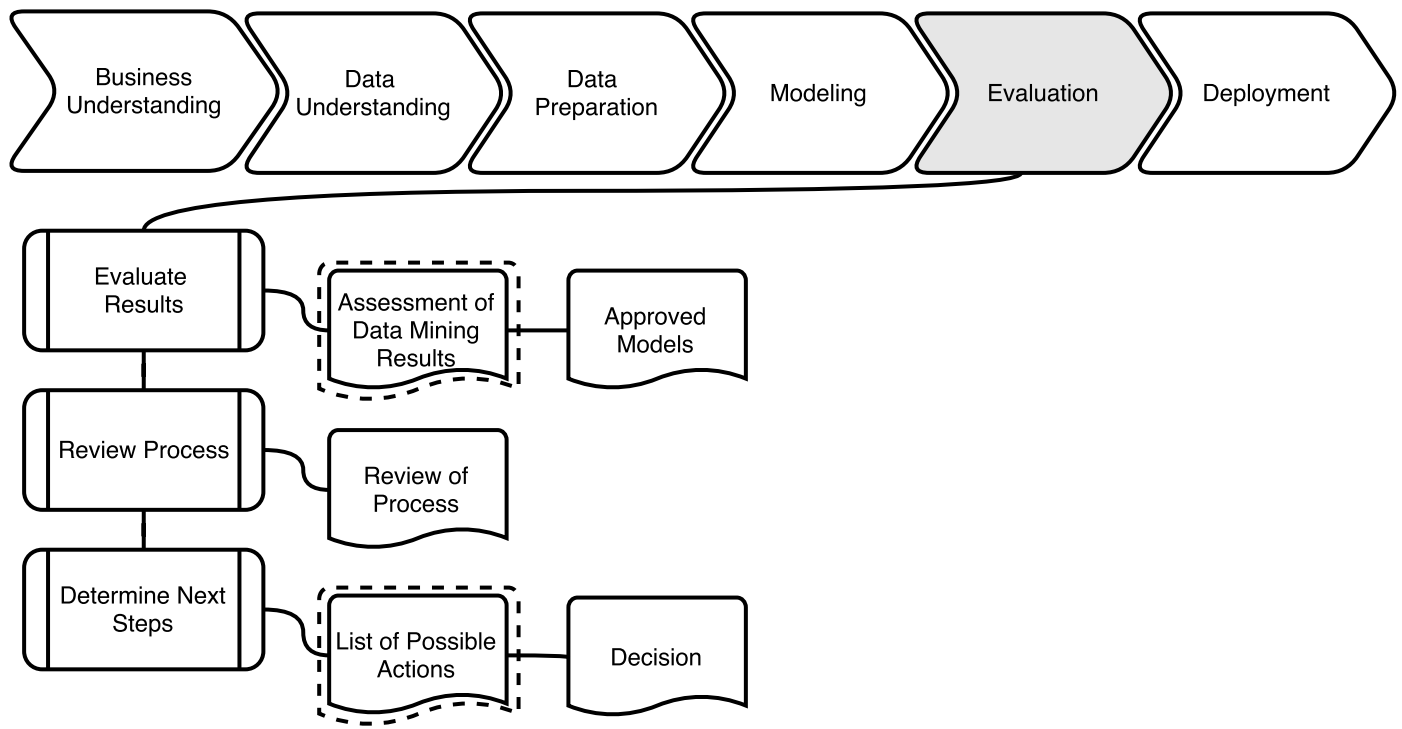 Business
Understanding
Data
Understanding
Data
Preparation
Modeling
Evaluation
Deployment
Evaluate
Results
Assessment of
Data Mining
Results
Approved
Models
Review Process
Review of
Process
Determine Next
Steps
List of Possible
Actions
Decision